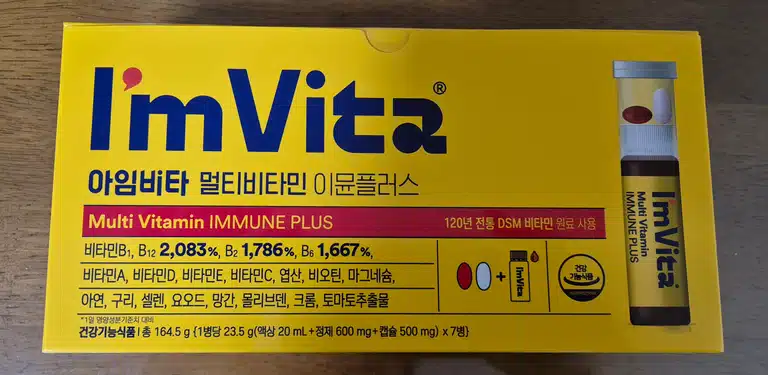 I'm Vita®
아임비타 멀티비타민 이뮨플러스
Multi Vitamin IMMUNE PLUS
120년 전통 DSM 비타민 원료 사용
비타민B₁, B₁₂ 2,083%, B₂ 1,786%, B₆ 1,667%,
비타민A, 비타민D, 비타민E, 비타민C, 엽산, 비오틴, 마그네슘,
아연, 구리, 셀렌, 요오드, 망간, 몰리브덴, 크롬, 토마토추출물
*1일 영양성분기준치 대비
건강기능식품 | 총 164.5 g {1병당 23.5 g(액상 20 mL+정제 600 mg+캡슐 500 mg) x 7병}
+
I'm Vita
건강
기능식품
I'm Vita
Multi Vitamin
IMMUNE PLUS